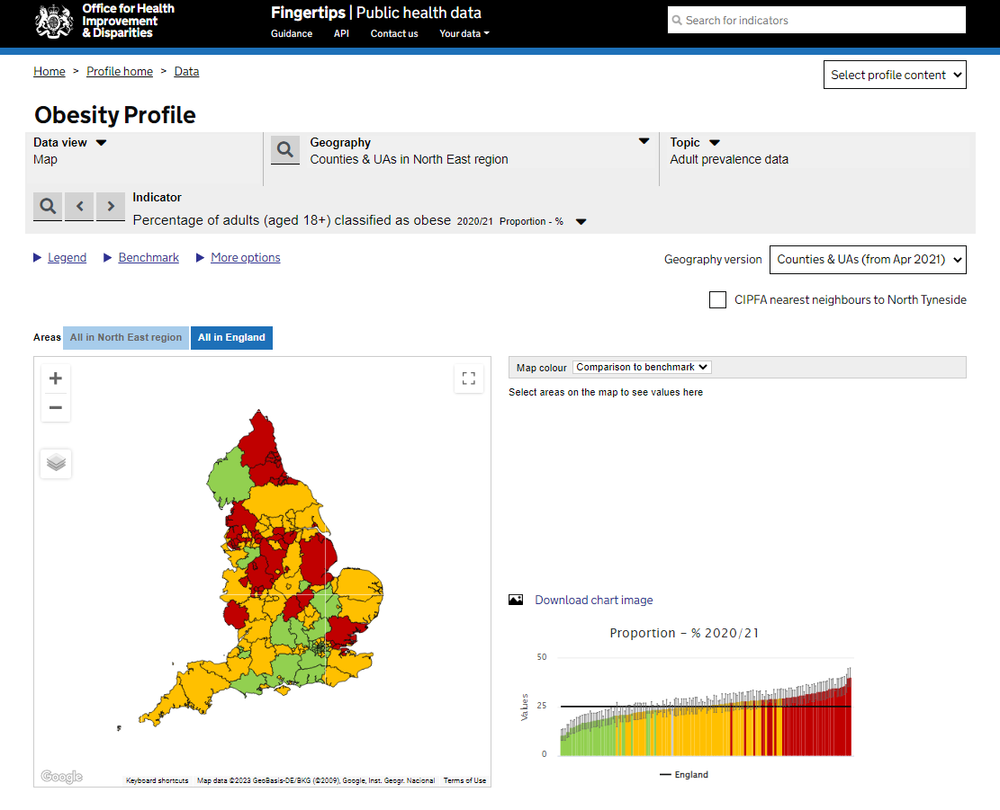 Office for Health
Improvement
& Disparities
Fingertips | Public health data
Guidance API Contact us Your data
Search for indicators
Home > Profile home > Data
Select profile content
Obesity Profile
Data view
Map
Geography
Counties & UAs in North East region
Topic
Adult prevalence data
Indicator
Percentage of adults (aged 18+) classified as obese 2020/21 Proportion - %
Legend Benchmark More options
Geography version Counties & UAs (from Apr 2021)
CIPFA nearest neighbours to North Tyneside
Areas All in North East region All in England
Map colour Comparison to benchmark
Select areas on the map to see values here
+
−
Google
Keyboard shortcuts Map data ©2023 GeoBasis-DE/BKG (©2009), Google, Inst. Geogr. Nacional Terms of Use
Download chart image
Proportion - % 2020/21
50
25
0
Values
England